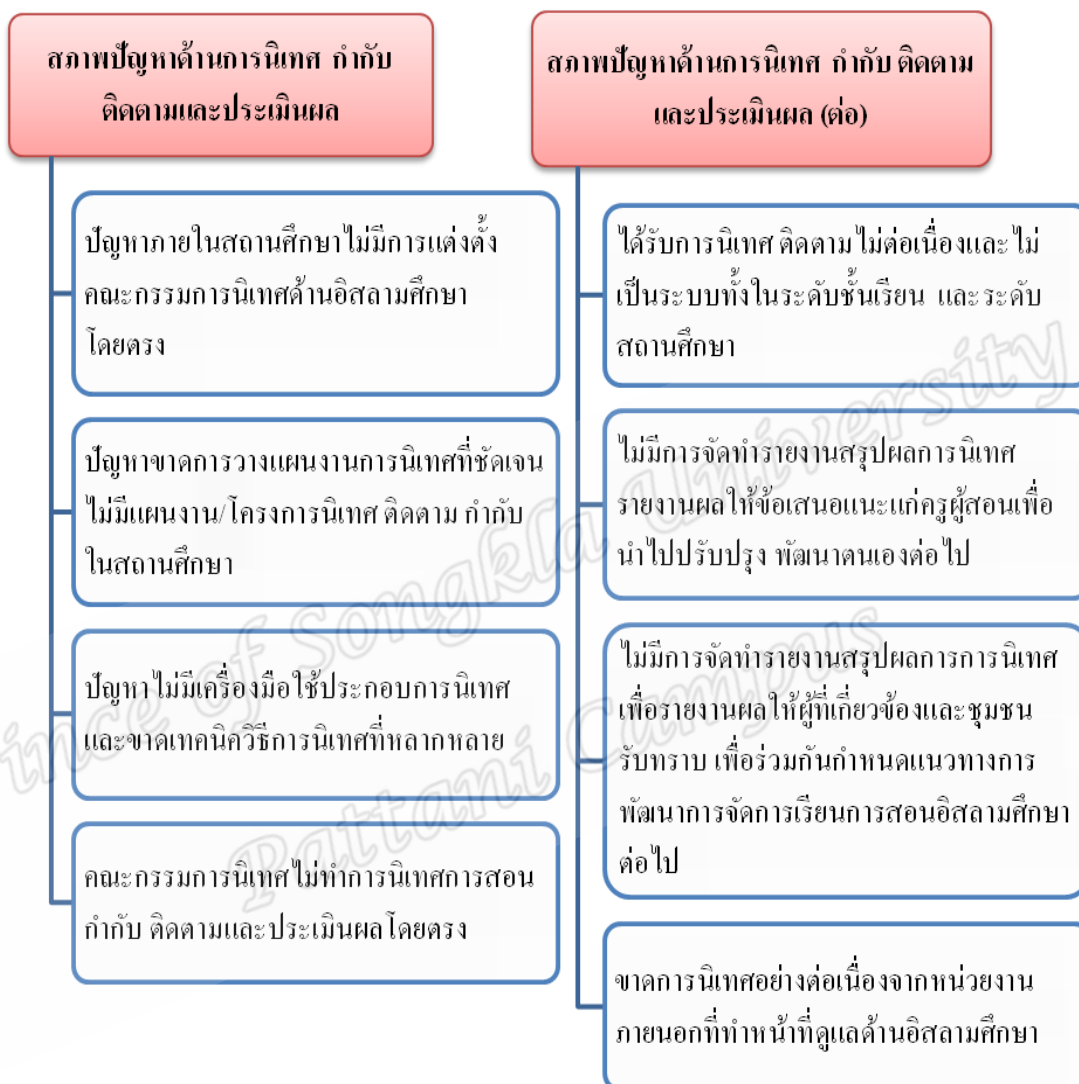 สภาพปัญหาด้านการนิเทศ กำกับ
ติดตามและประเมินผล
ปัญหาภายในสถานศึกษาไม่มีการแต่งตั้ง
คณะกรรมการนิเทศด้านอิสลามศึกษา
โดยตรง
ปัญหาขาดการวางแผนงานการนิเทศที่ชัดเจน
ไม่มีแผนงาน/โครงการนิเทศ ติดตาม กำกับ
ในสถานศึกษา
ปัญหาไม่มีเครื่องมือใช้ประกอบการนิเทศ
และขาดเทคนิควิธีการนิเทศที่หลากหลาย
คณะกรรมการนิเทศไม่ทำการนิเทศการสอน
กำกับ ติดตามและประเมินผลโดยตรง
สภาพปัญหาด้านการนิเทศ กำกับ ติดตาม
และประเมินผล (ต่อ)
ได้รับการนิเทศ ติดตาม ไม่ต่อเนื่องและไม่
เป็นระบบทั้งในระดับชั้นเรียน และระดับ
สถานศึกษา
ไม่มีการจัดทำรายงานสรุปผลการนิเทศ
รายงานผลให้ข้อเสนอแนะแก่ครูผู้สอนเพื่อ
นำไปปรับปรุง พัฒนาตนเองต่อไป
ไม่มีการจัดทำรายงานสรุปผลการการนิเทศ
เพื่อรายงานผลให้ผู้ที่เกี่ยวข้องและชุมชน
รับทราบ เพื่อร่วมกันกำหนดแนวทางการ
พัฒนาการจัดการเรียนการสอนอิสลามศึกษา
ต่อไป
ขาดการนิเทศอย่างต่อเนื่องจากหน่วยงาน
ภายนอกที่ทำหน้าที่ดูแลด้านอิสลามศึกษา
ince of Songkla University
Pattani Campus